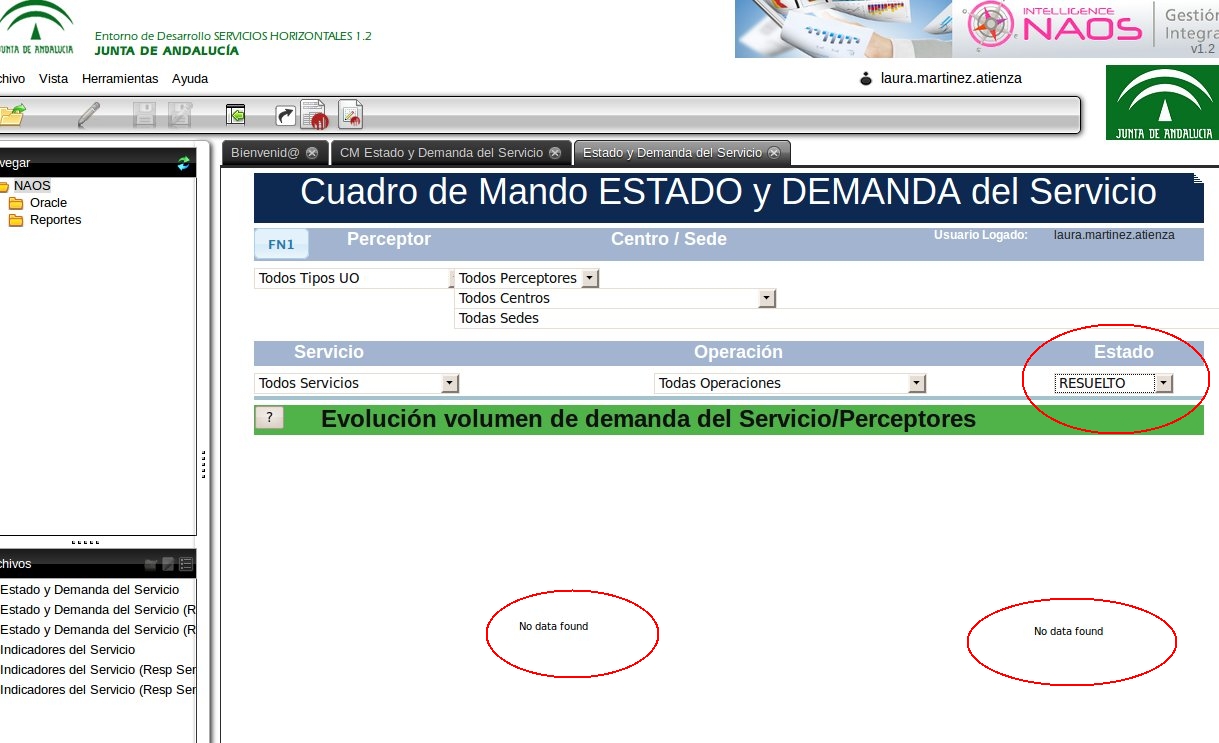 JUNTA DE ANDALUCIA
Entorno de Desarrollo SERVICIOS HORIZONTALES 1.2
JUNTA DE ANDALUCÍA
INTELLIGENCE
NAOS
Gestión
Integra
v1.2
chivo Vista Herramientas Ayuda
laura.martinez.atienza
JUNTA DE ANDALUCIA
vegar
Bienvenid@ CM Estado y Demanda del Servicio Estado y Demanda del Servicio
NAOS
Oracle
Reportes
Cuadro de Mando ESTADO y DEMANDA del Servicio
FN1 Perceptor Centro / Sede Usuario Logado: laura.martinez.atienza
Todos Tipos UO Todos Perceptores
Todos Centros
Todas Sedes
Servicio Operación Estado
Todos Servicios Todas Operaciones RESUELTO
? Evolución volumen de demanda del Servicio/Perceptores
No data found No data found
chivos
Estado y Demanda del Servicio
Estado y Demanda del Servicio (R
Estado y Demanda del Servicio (R
Indicadores del Servicio
Indicadores del Servicio (Resp Ser
Indicadores del Servicio (Resp Ser